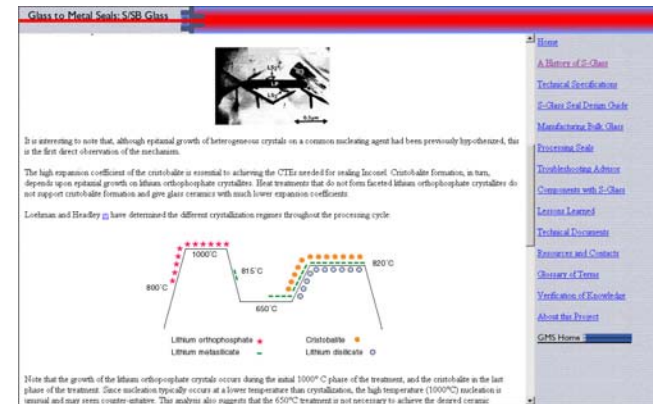 Glass to Metal Seals: S/SB Glass
LS₂
LP
LS₂
0.5μm
It is interesting to note that, although epitaxial growth of heterogeneous crystals on a common nucleating agent had been previously hypothesized, this
is the first direct observation of the mechanism.
The high expansion coefficient of the cristobalite is essential to achieving the CTEs needed for sealing Inconel. Cristobalite formation, in turn,
depends upon epitaxial growth on lithium orthophosphate crystallites. Heat treatments that do not form faceted lithium orthophosphate crystallites do
not support cristobalite formation and give glass ceramics with much lower expansion coefficients
Loehman and Headley have determined the different crystallization regimes throughout the processing cycle.
1000°C
815°C
820°C
800°C
650°C
Lithium orthophosphate
Cristobalite
Lithium metasilicate
Lithium disilicate
Note that the growth of the lithium orthoposphate crystals occurs during the initial 1000° C phase of the treatment, and the cristobalite in the last
phase of the treatment. Since nucleation typically occurs at a lower temperature than crystallization, the high temperature (1000°C) nucleation is
unusual and may seem counter-intuitive. This analysis also suggests that the 650°C treatment is not necessary to achieve the desired ceramic
Home
A History of S-Glass
Technical Specifications
S-Glass Seal Design Guide
Manufacturing Bulk Glass
Processing Seals
Troubleshooting Advisor
Components with S-Glass
Lessons Learned
Technical Documents
Resources and Contacts
Glossary of Terms
Verification of Knowledge
About this Project
GMS Home